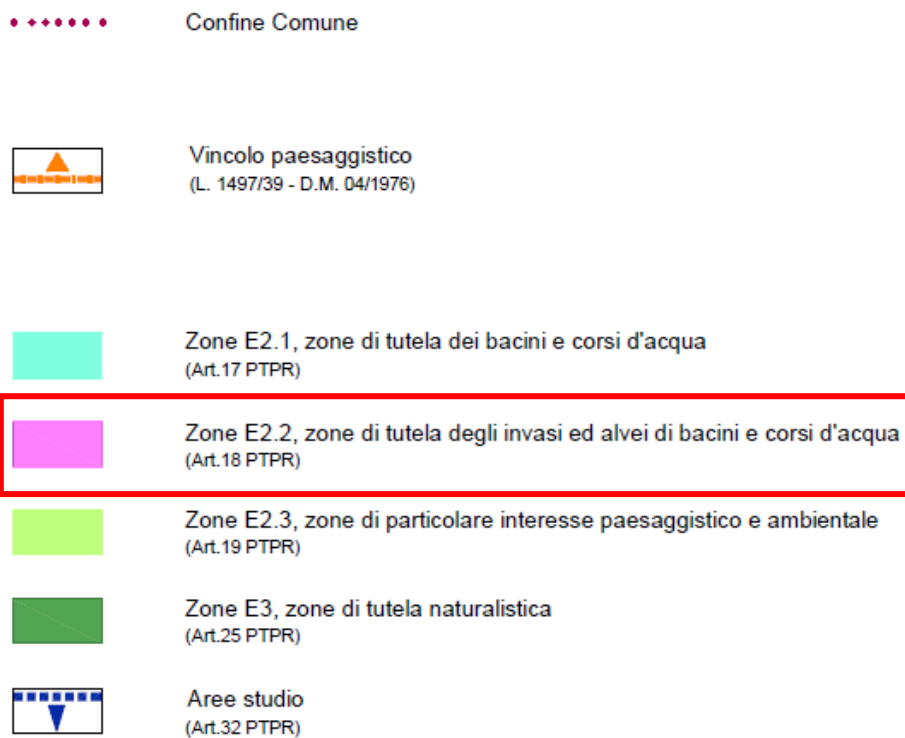 Confine Comune
Vincolo paesaggistico
(L. 1497/39 - D.M. 04/1976)
Zone E2.1, zone di tutela dei bacini e corsi d'acqua
(Art.17 PTPR)
Zone E2.2, zone di tutela degli invasi ed alvei di bacini e corsi d'acqua
(Art.18 PTPR)
Zone E2.3, zone di particolare interesse paesaggistico e ambientale
(Art.19 PTPR)
Zone E3, zone di tutela naturalistica
(Art.25 PTPR)
Aree studio
(Art.32 PTPR)